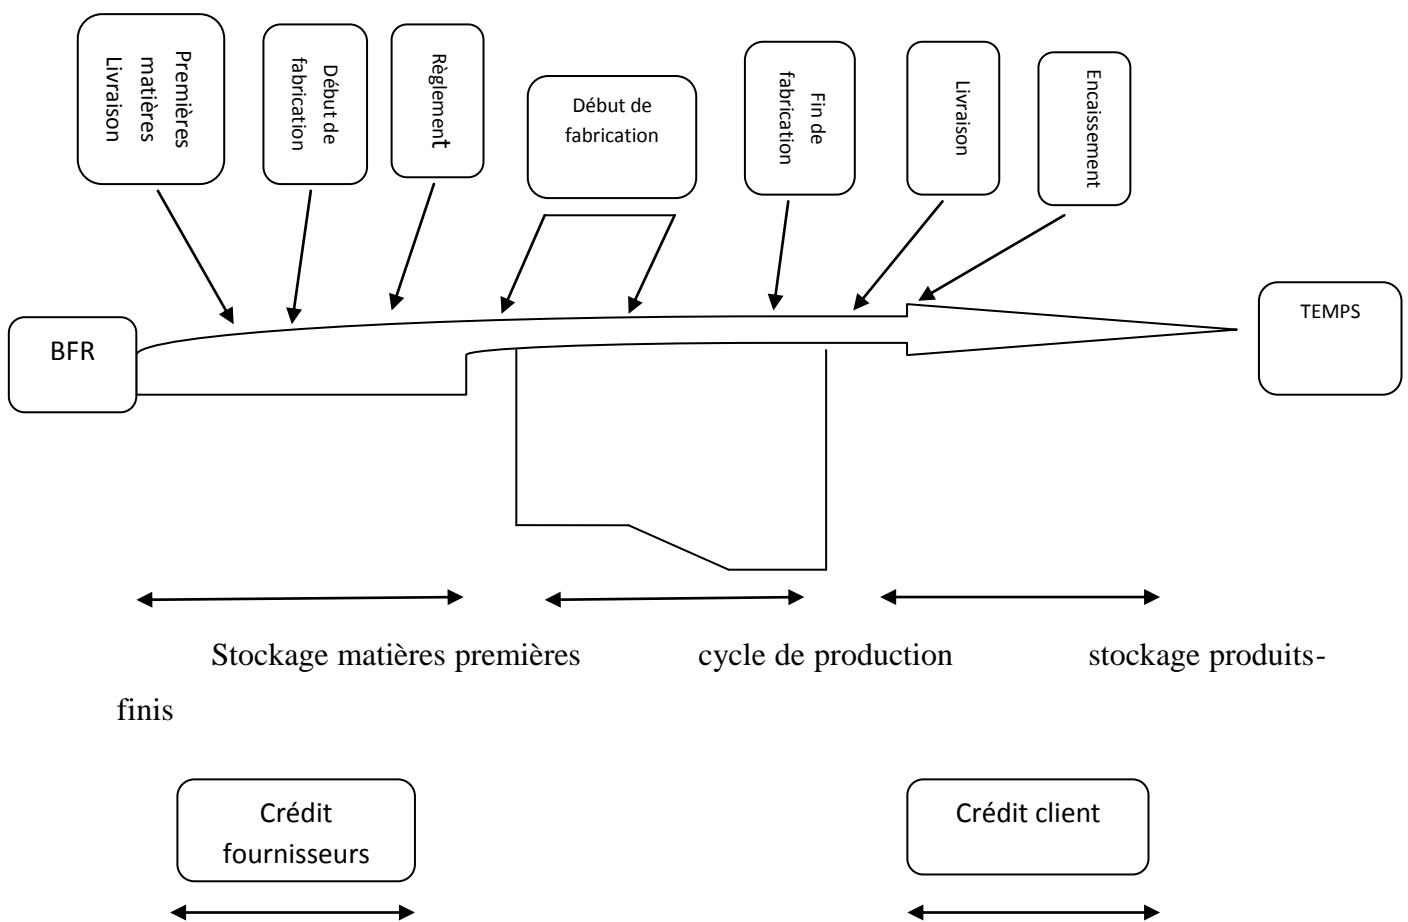 Premières
matières
Livraison
Début de
fabrication
Règlement
Début de
fabrication
Fin de
fabrication
Livraison
Encaissement
BFR
TEMPS
Stockage matières premières cycle de production stockage produits-
finis
Crédit
fournisseurs
Crédit client